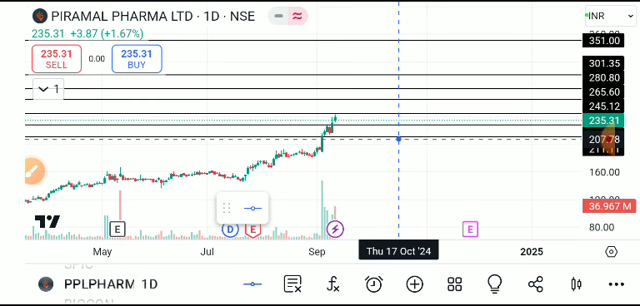 PIRAMAL PHARMA LTD · 1D · NSE
INR
235.31 +3.87 (+1.67%)
351.00
235.31
SELL
0.00
235.31
BUY
301.35
280.80
1
265.60
245.12
235.31
207.78
160.00
36.967 M
80.00
E
D
E
E
May
Jul
Sep
Thu 17 Oct '24
2025
PPLPHARM 1D